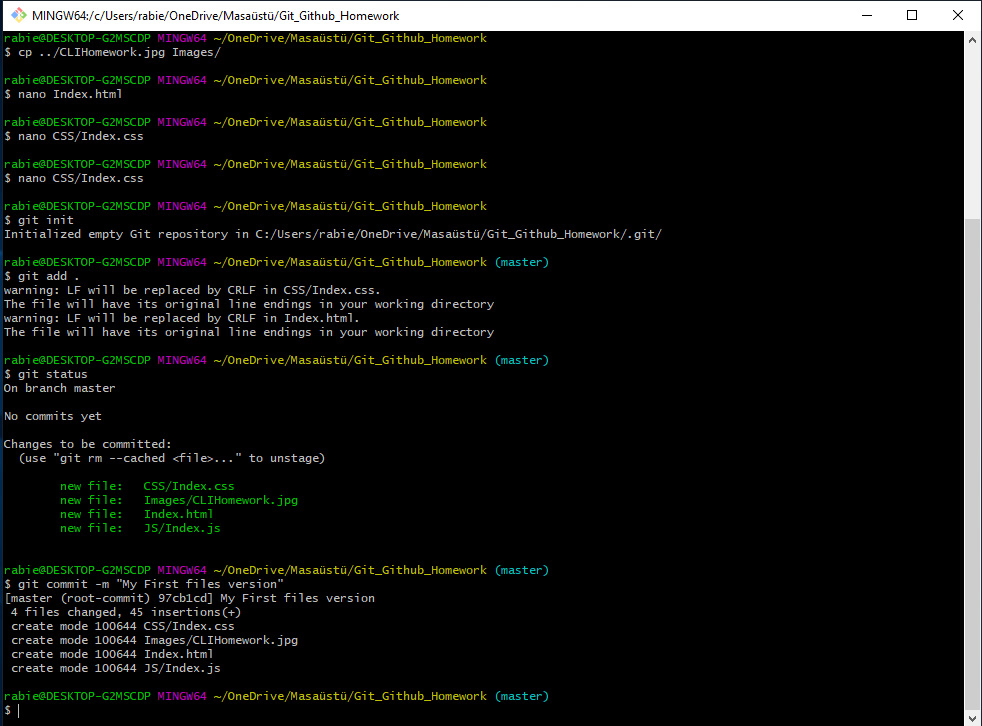 MINGW64:/c/Users/rabie/OneDrive/Masaüstü/Git_Github_Homework
rabie@DESKTOP-G2MSCDP MINGW64 ~/OneDrive/Masaüstü/Git_Github_Homework
$ cp ../CLIHomework.jpg Images/
rabie@DESKTOP-G2MSCDP MINGW64 ~/OneDrive/Masaüstü/Git_Github_Homework
$ nano Index.html
rabie@DESKTOP-G2MSCDP MINGW64 ~/OneDrive/Masaüstü/Git_Github_Homework
$ nano CSS/Index.css
rabie@DESKTOP-G2MSCDP MINGW64 ~/OneDrive/Masaüstü/Git_Github_Homework
$ nano CSS/Index.css
rabie@DESKTOP-G2MSCDP MINGW64 ~/OneDrive/Masaüstü/Git_Github_Homework
$ git init
Initialized empty Git repository in C:/Users/rabie/OneDrive/Masaüstü/Git_Github_Homework/.git/
rabie@DESKTOP-G2MSCDP MINGW64 ~/OneDrive/Masaüstü/Git_Github_Homework (master)
$ git add .
warning: LF will be replaced by CRLF in CSS/Index.css.
The file will have its original line endings in your working directory
warning: LF will be replaced by CRLF in Index.html.
The file will have its original line endings in your working directory
rabie@DESKTOP-G2MSCDP MINGW64 ~/OneDrive/Masaüstü/Git_Github_Homework (master)
$ git status
On branch master
No commits yet
Changes to be committed:
  (use "git rm --cached <file>..." to unstage)
        new file:   CSS/Index.css
        new file:   Images/CLIHomework.jpg
        new file:   Index.html
        new file:   JS/Index.js
rabie@DESKTOP-G2MSCDP MINGW64 ~/OneDrive/Masaüstü/Git_Github_Homework (master)
$ git commit -m "My First files version"
[master (root-commit) 97cb1cd] My First files version
 4 files changed, 45 insertions(+)
 create mode 100644 CSS/Index.css
 create mode 100644 Images/CLIHomework.jpg
 create mode 100644 Index.html
 create mode 100644 JS/Index.js
rabie@DESKTOP-G2MSCDP MINGW64 ~/OneDrive/Masaüstü/Git_Github_Homework (master)
$